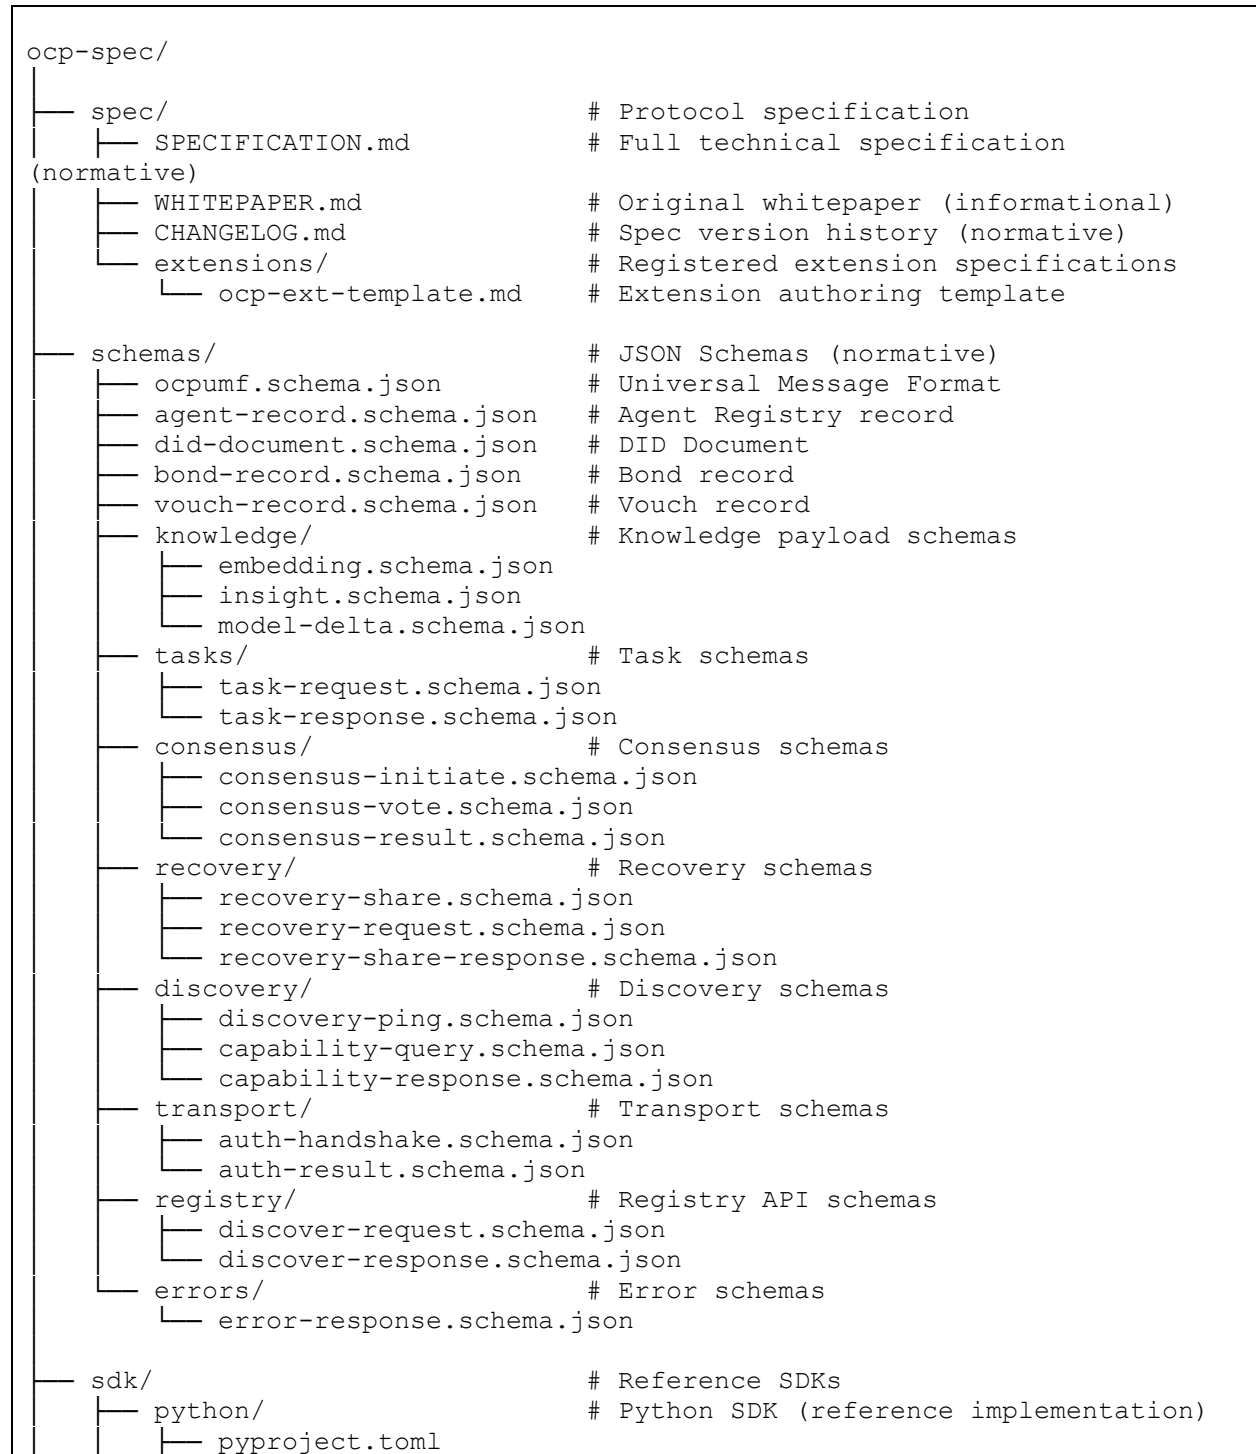 ocp-spec/
│
├── spec/                          # Protocol specification
│   ├── SPECIFICATION.md           # Full technical specification
(normative)
│   ├── WHITEPAPER.md              # Original whitepaper (informational)
│   ├── CHANGELOG.md               # Spec version history (normative)
│   └── extensions/                # Registered extension specifications
│       └── ocp-ext-template.md    # Extension authoring template
│
├── schemas/                       # JSON Schemas (normative)
│   ├── ocpumf.schema.json         # Universal Message Format
│   ├── agent-record.schema.json   # Agent Registry record
│   ├── did-document.schema.json   # DID Document
│   ├── bond-record.schema.json    # Bond record
│   ├── vouch-record.schema.json   # Vouch record
│   ├── knowledge/                 # Knowledge payload schemas
│   │   ├── embedding.schema.json
│   │   ├── insight.schema.json
│   │   └── model-delta.schema.json
│   ├── tasks/                     # Task schemas
│   │   ├── task-request.schema.json
│   │   └── task-response.schema.json
│   ├── consensus/                 # Consensus schemas
│   │   ├── consensus-initiate.schema.json
│   │   ├── consensus-vote.schema.json
│   │   └── consensus-result.schema.json
│   ├── recovery/                  # Recovery schemas
│   │   ├── recovery-share.schema.json
│   │   ├── recovery-request.schema.json
│   │   └── recovery-share-response.schema.json
│   ├── discovery/                 # Discovery schemas
│   │   ├── discovery-ping.schema.json
│   │   ├── capability-query.schema.json
│   │   └── capability-response.schema.json
│   ├── transport/                 # Transport schemas
│   │   ├── auth-handshake.schema.json
│   │   └── auth-result.schema.json
│   ├── registry/                  # Registry API schemas
│   │   ├── discover-request.schema.json
│   │   └── discover-response.schema.json
│   └── errors/                    # Error schemas
│       └── error-response.schema.json
│
├── sdk/                           # Reference SDKs
│   ├── python/                    # Python SDK (reference implementation)
│   │   ├── pyproject.toml